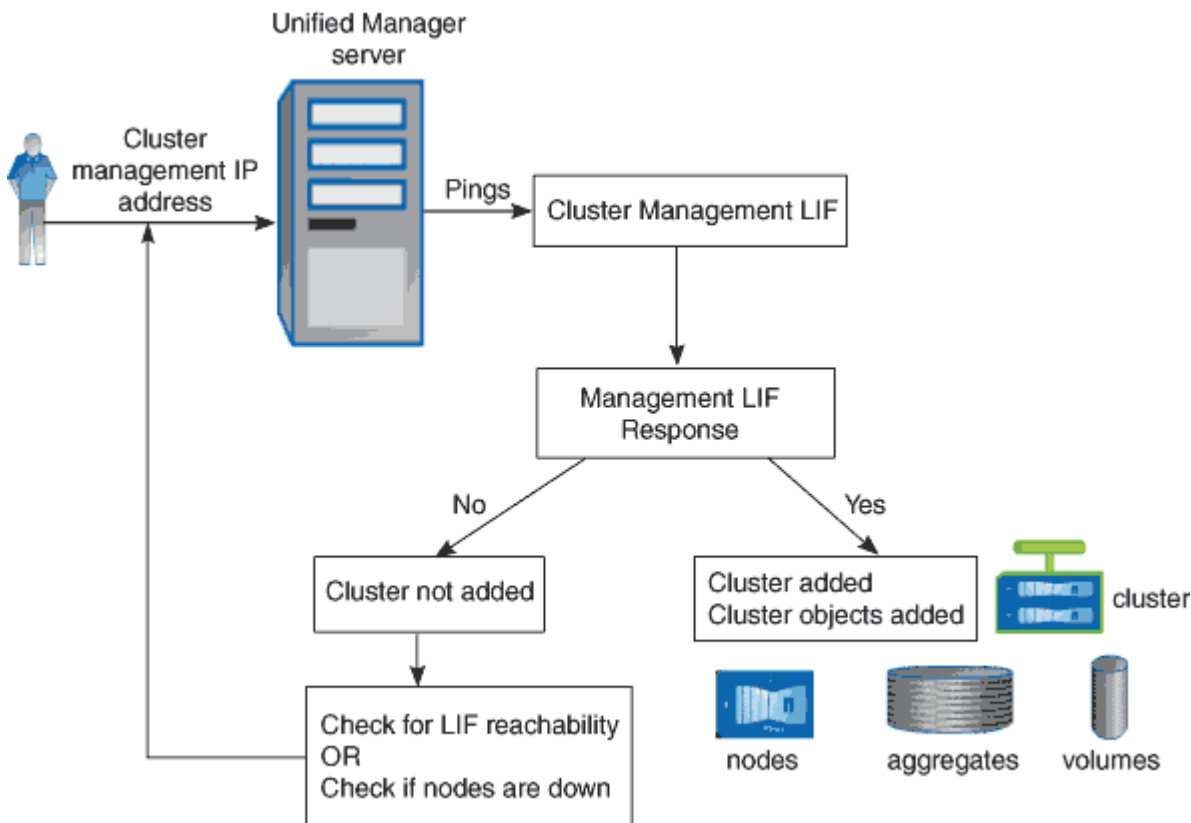 Unified Manager
server
Cluster
management IP
address
Pings
Cluster Management LIF
Management LIF
Response
No
Yes
Cluster not added
Cluster added
Cluster objects added
cluster
Check for LIF reachability
OR
Check if nodes are down
nodes
aggregates
volumes